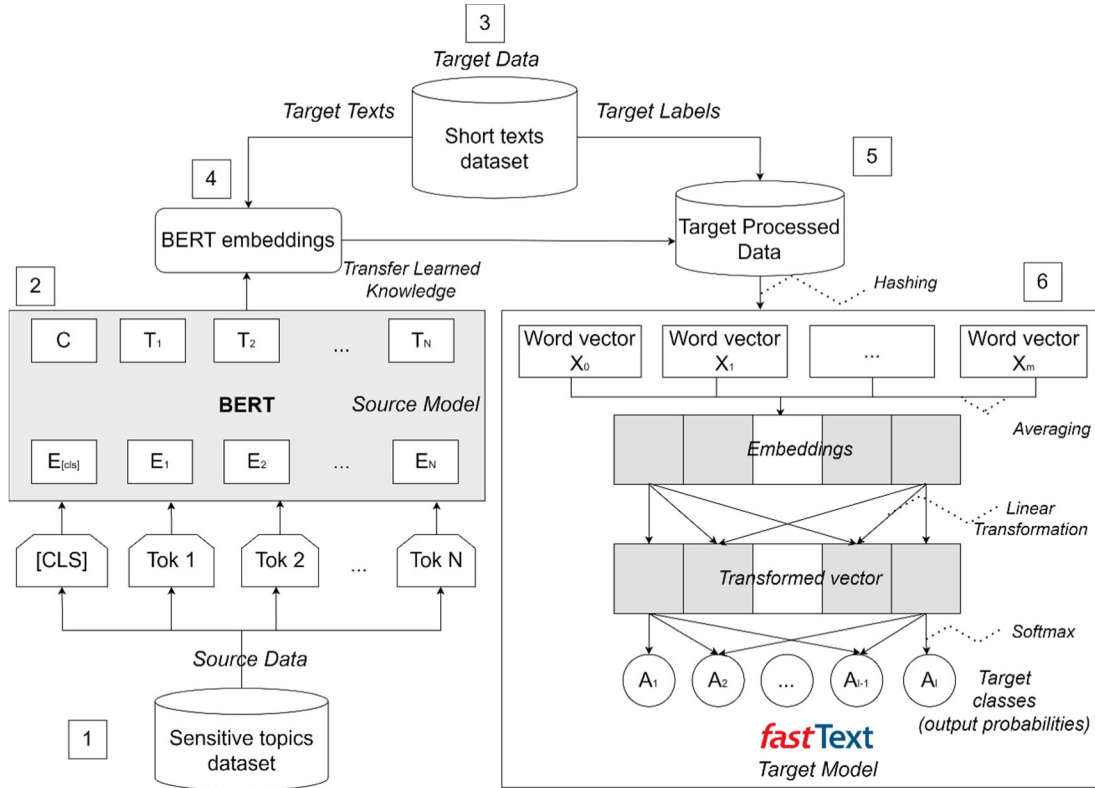 3
Target Data
Target Texts
Target Labels
Short texts
dataset
4
5
BERT embeddings
Target Processed
Data
Transfer Learned
Knowledge
Hashing
2
C
T1
T2
...
TN
BERT
Source Model
E[cls]
E1
E2
...
EN
[CLS]
Tok 1
Tok 2
...
Tok N
Source Data
1
Sensitive topics
dataset
6
Word vector
X0
Word vector
X1
...
Word vector
Xm
Averaging
Embeddings
Linear
Transformation
Transformed vector
Softmax
A1
A2
...
Al-1
Al
Target
classes
(output probabilities)
fastText
Target Model